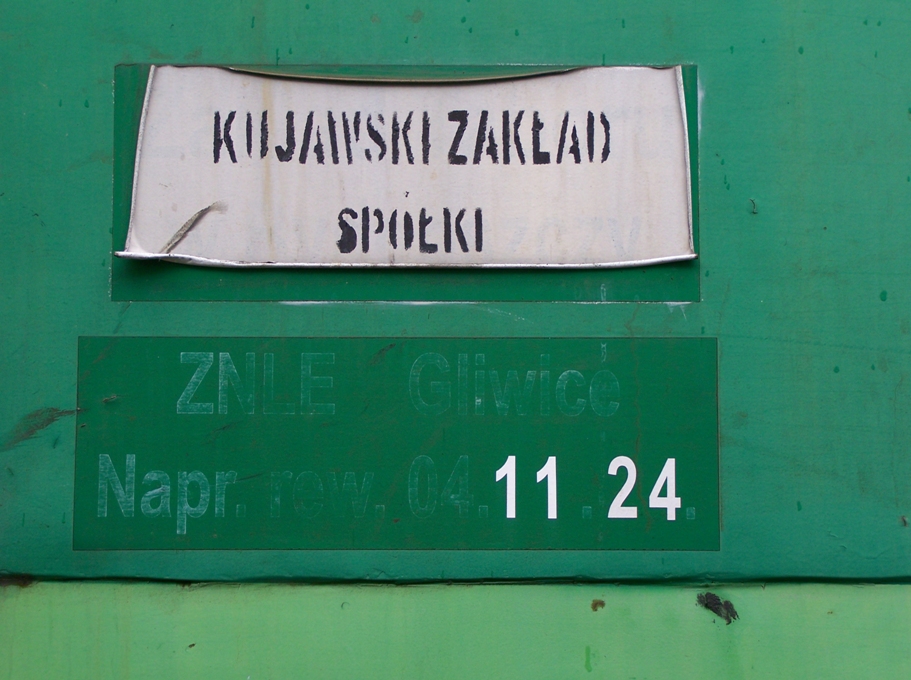 KUJAWSKI ZAKŁAD
SPÓŁKI
ZNLE Gliwice
Napr. rew. 04.11.24.